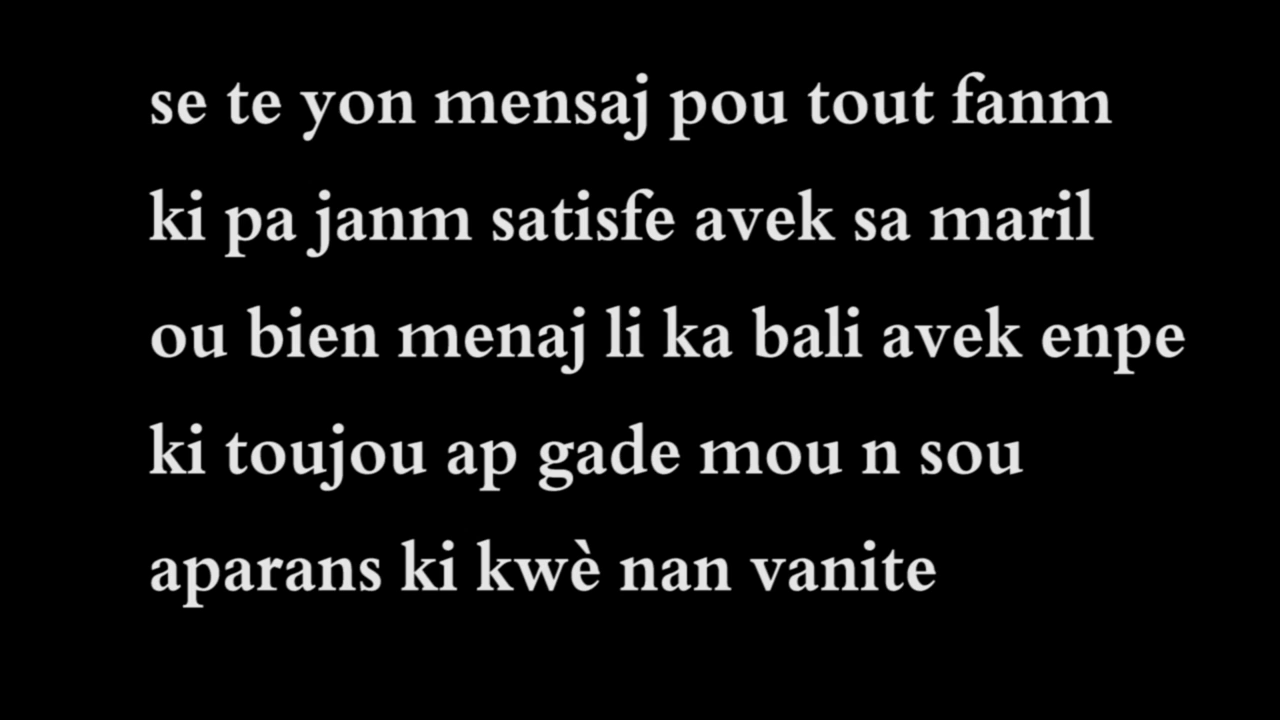 se te yon mensaj pou tout fanm
ki pa janm satisfe avek sa maril
ou bien menaj li ka bali avek enpe
ki toujou ap gade mou n sou
aparans ki kwè nan vanite